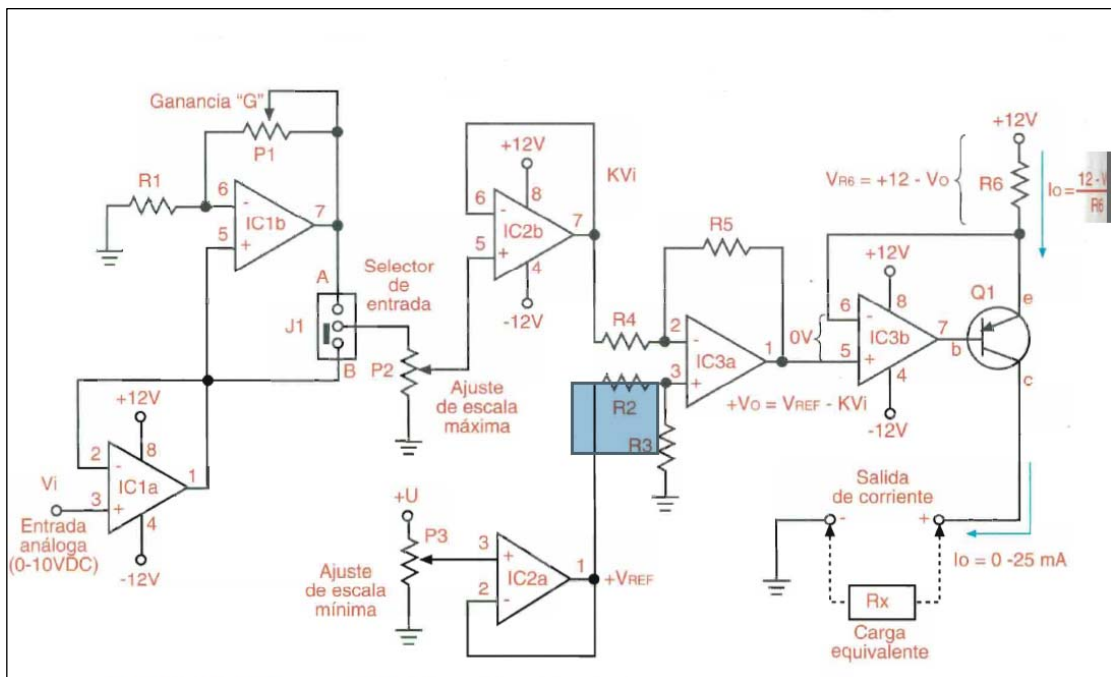 Ganancia "G"
P1
R1
6
-
IC1b
7
5
+
A
Selector
de
entrada
J1
B
P2
Ajuste
de escala
máxima
+12V
8
2
-
IC1a
1
Vi
3
+
4
-12V
Entrada
análoga
(0-10VDC)
+12V
8
6
-
IC2b
7
5
+
4
-12V
KVi
+U
P3
Ajuste
de escala
mínima
3
+
IC2a
1
2
-
+VREF
R5
R4
2
-
IC3a
1
3
+
R2
R3
+VO = VREF - KVi
0V
+12V
8
6
-
IC3b
7
5
+
4
-12V
VR6 = +12 - VO
+12V
R6
IO =
R6
Q1
e
b
c
Salida
de corriente
-
+
IO = 0 -25 mA
Rx
Carga
equivalente